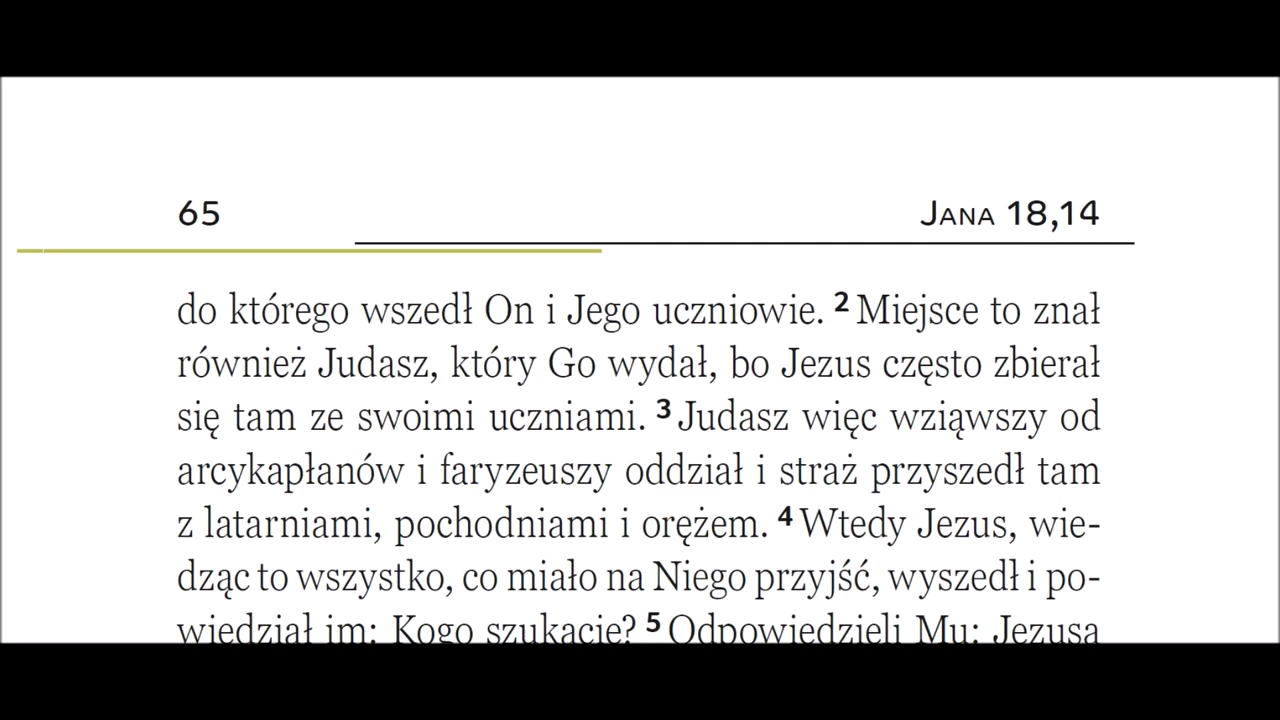 65 Jana 18,14
do którego wszedł On i Jego uczniowie. 2 Miejsce to znał
również Judasz, który Go wydał, bo Jezus często zbierał
się tam ze swoimi uczniami. 3 Judasz więc wziąwszy od
arcykapłanów i faryzeuszy oddział i straż przyszedł tam
z latarniami, pochodniami i orężem. 4 Wtedy Jezus, wie-
dząc to wszystko, co miało na Niego przyjść, wyszedł i po-
wiedział im: Kogo szukacie? 5 Odpowiedzieli Mu: Jezusa